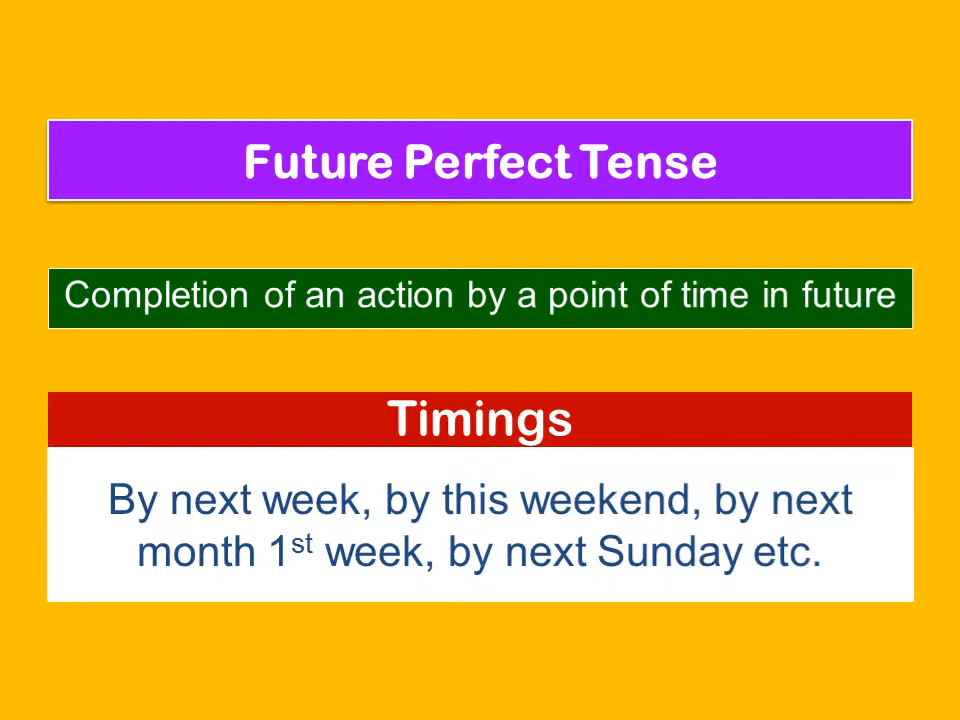 Future Perfect Tense
Completion of an action by a point of time in future
Timings
By next week, by this weekend, by next
month 1st week, by next Sunday etc.